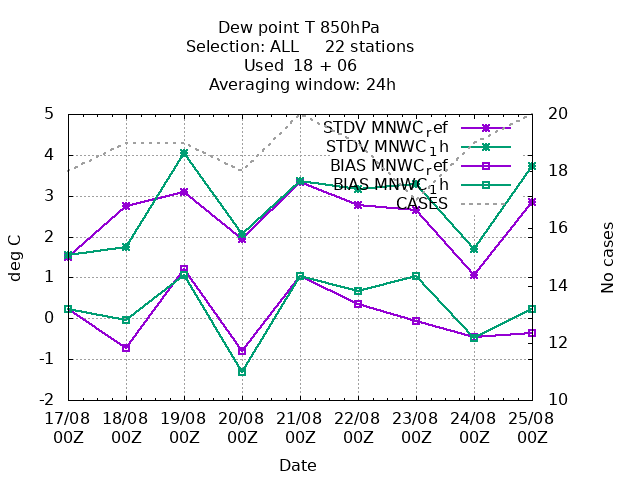 Dew point T 850hPa
Selection: ALL     22 stations
Used  18 + 06
Averaging window: 24h
5
4
3
2
1
0
-1
-2
20
18
16
14
12
10
deg C
No cases
STDV MNWC_ref
STDV MNWC_1h
BIAS MNWC_ref
BIAS MNWC_1h
CASES
17/08 18/08 19/08 20/08 21/08 22/08 23/08 24/08 25/08
00Z 00Z 00Z 00Z 00Z 00Z 00Z 00Z 00Z
Date